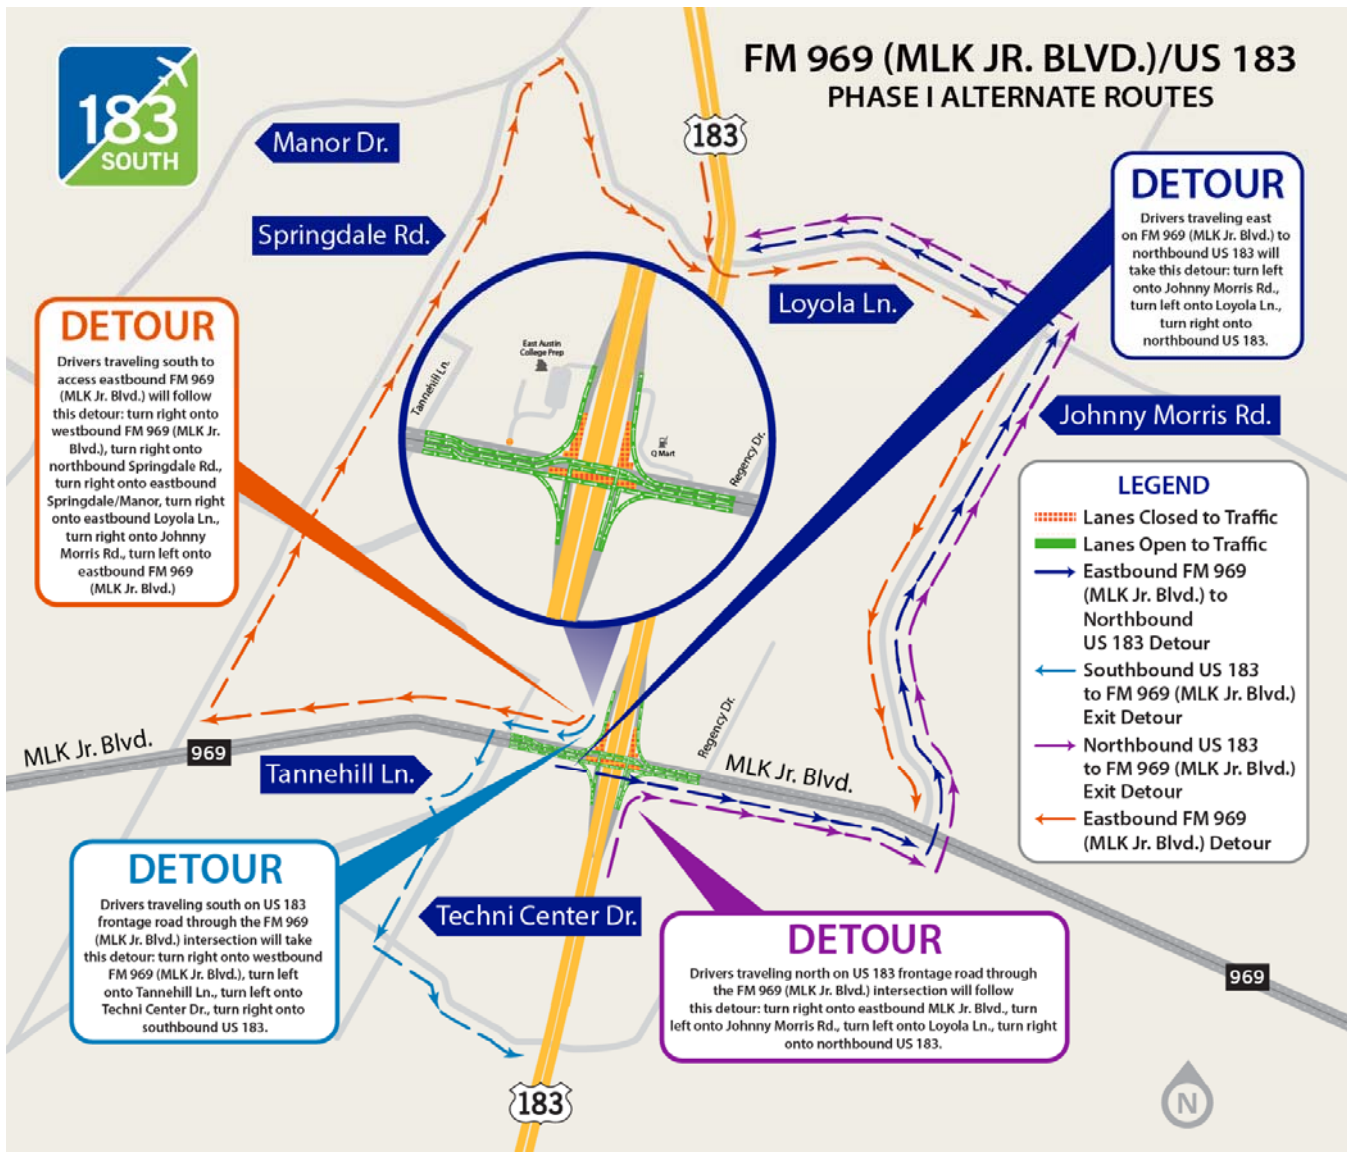 FM 969 (MLK JR. BLVD.)/US 183
PHASE I ALTERNATE ROUTES
183
SOUTH
Manor Dr.
183
Springdale Rd.
DETOUR
Drivers traveling east
on FM 969 (MLK Jr. Blvd.) to
northbound US 183 will
take this detour: turn left
onto Johnny Morris Rd.,
turn left onto Loyola Ln.,
turn right onto
northbound US 183.
Loyola Ln.
DETOUR
Drivers traveling south to
access eastbound FM 969
(MLK Jr. Blvd.) will follow
this detour: turn right onto
westbound FM 969 (MLK Jr.
Blvd.), turn right onto
northbound Springdale Rd.,
turn right onto eastbound
Springdale/Manor, turn right
onto eastbound Loyola Ln.,
turn right onto Johnny
Morris Rd., turn left onto
eastbound FM 969
(MLK Jr. Blvd.)
East Austin
College Prep
Tannehill Ln.
Q Mart
Regency Dr.
Johnny Morris Rd.
LEGEND
Lanes Closed to Traffic
Lanes Open to Traffic
Eastbound FM 969
(MLK Jr. Blvd.) to
Northbound
US 183 Detour
Southbound US 183
to FM 969 (MLK Jr. Blvd.)
Exit Detour
Northbound US 183
to FM 969 (MLK Jr. Blvd.)
Exit Detour
Eastbound FM 969
(MLK Jr. Blvd.) Detour
MLK Jr. Blvd.
969
Regency Dr.
MLK Jr. Blvd.
Tannehill Ln.
DETOUR
Drivers traveling south on US 183
frontage road through the FM 969
(MLK Jr. Blvd.) intersection will take
this detour: turn right onto westbound
FM 969 (MLK Jr. Blvd.), turn left
onto Tannehill Ln., turn left onto
Techni Center Dr., turn right onto
southbound US 183.
Techni Center Dr.
DETOUR
Drivers traveling north on US 183 frontage road through
the FM 969 (MLK Jr. Blvd.) intersection will follow
this detour: turn right onto eastbound MLK Jr. Blvd., turn
left onto Johnny Morris Rd., turn left onto Loyola Ln., turn right
onto northbound US 183.
969
183
N